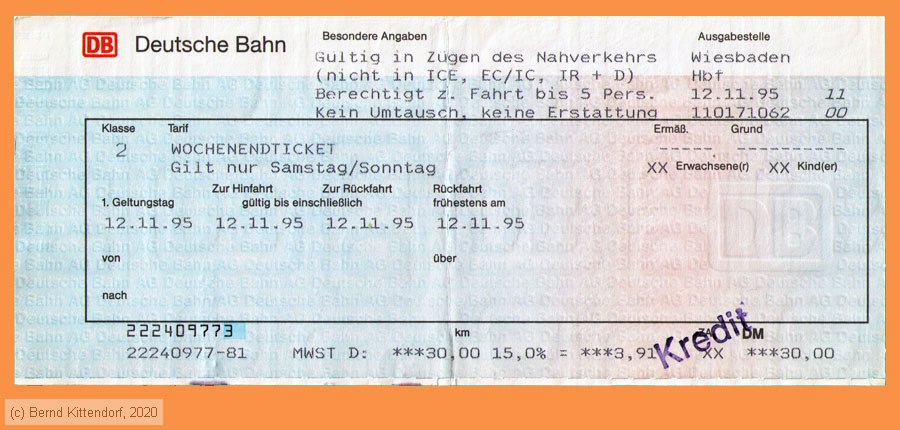 DB Deutsche Bahn
Besondere Angaben
Ausgabestelle
Gültig in Zügen des Nahverkehrs Wiesbaden
(nicht in ICE, EC/IC, IR + D) Hbf
Berechtigt z. Fahrt bis 5 Pers. 12.11.95 11
Kein Umtausch, keine Erstattung 110171062 00
Klasse Tarif Ermäß. Grund
2 WOCHENENDTICKET ----- ----------
Gilt nur Samstag/Sonntag XX Erwachsene(r) XX Kind(er)
Zur Hinfahrt Zur Rückfahrt Rückfahrt
1. Geltungstag gültig bis einschließlich frühestens am
12.11.95 12.11.95 12.11.95 12.11.95
von über
nach
222409773 km ZA DM
22240977-81 MWST D: ***30,00 15,0% = ***3,91 XX ***30,00
Kredit
(c) Bernd Kittendorf, 2020